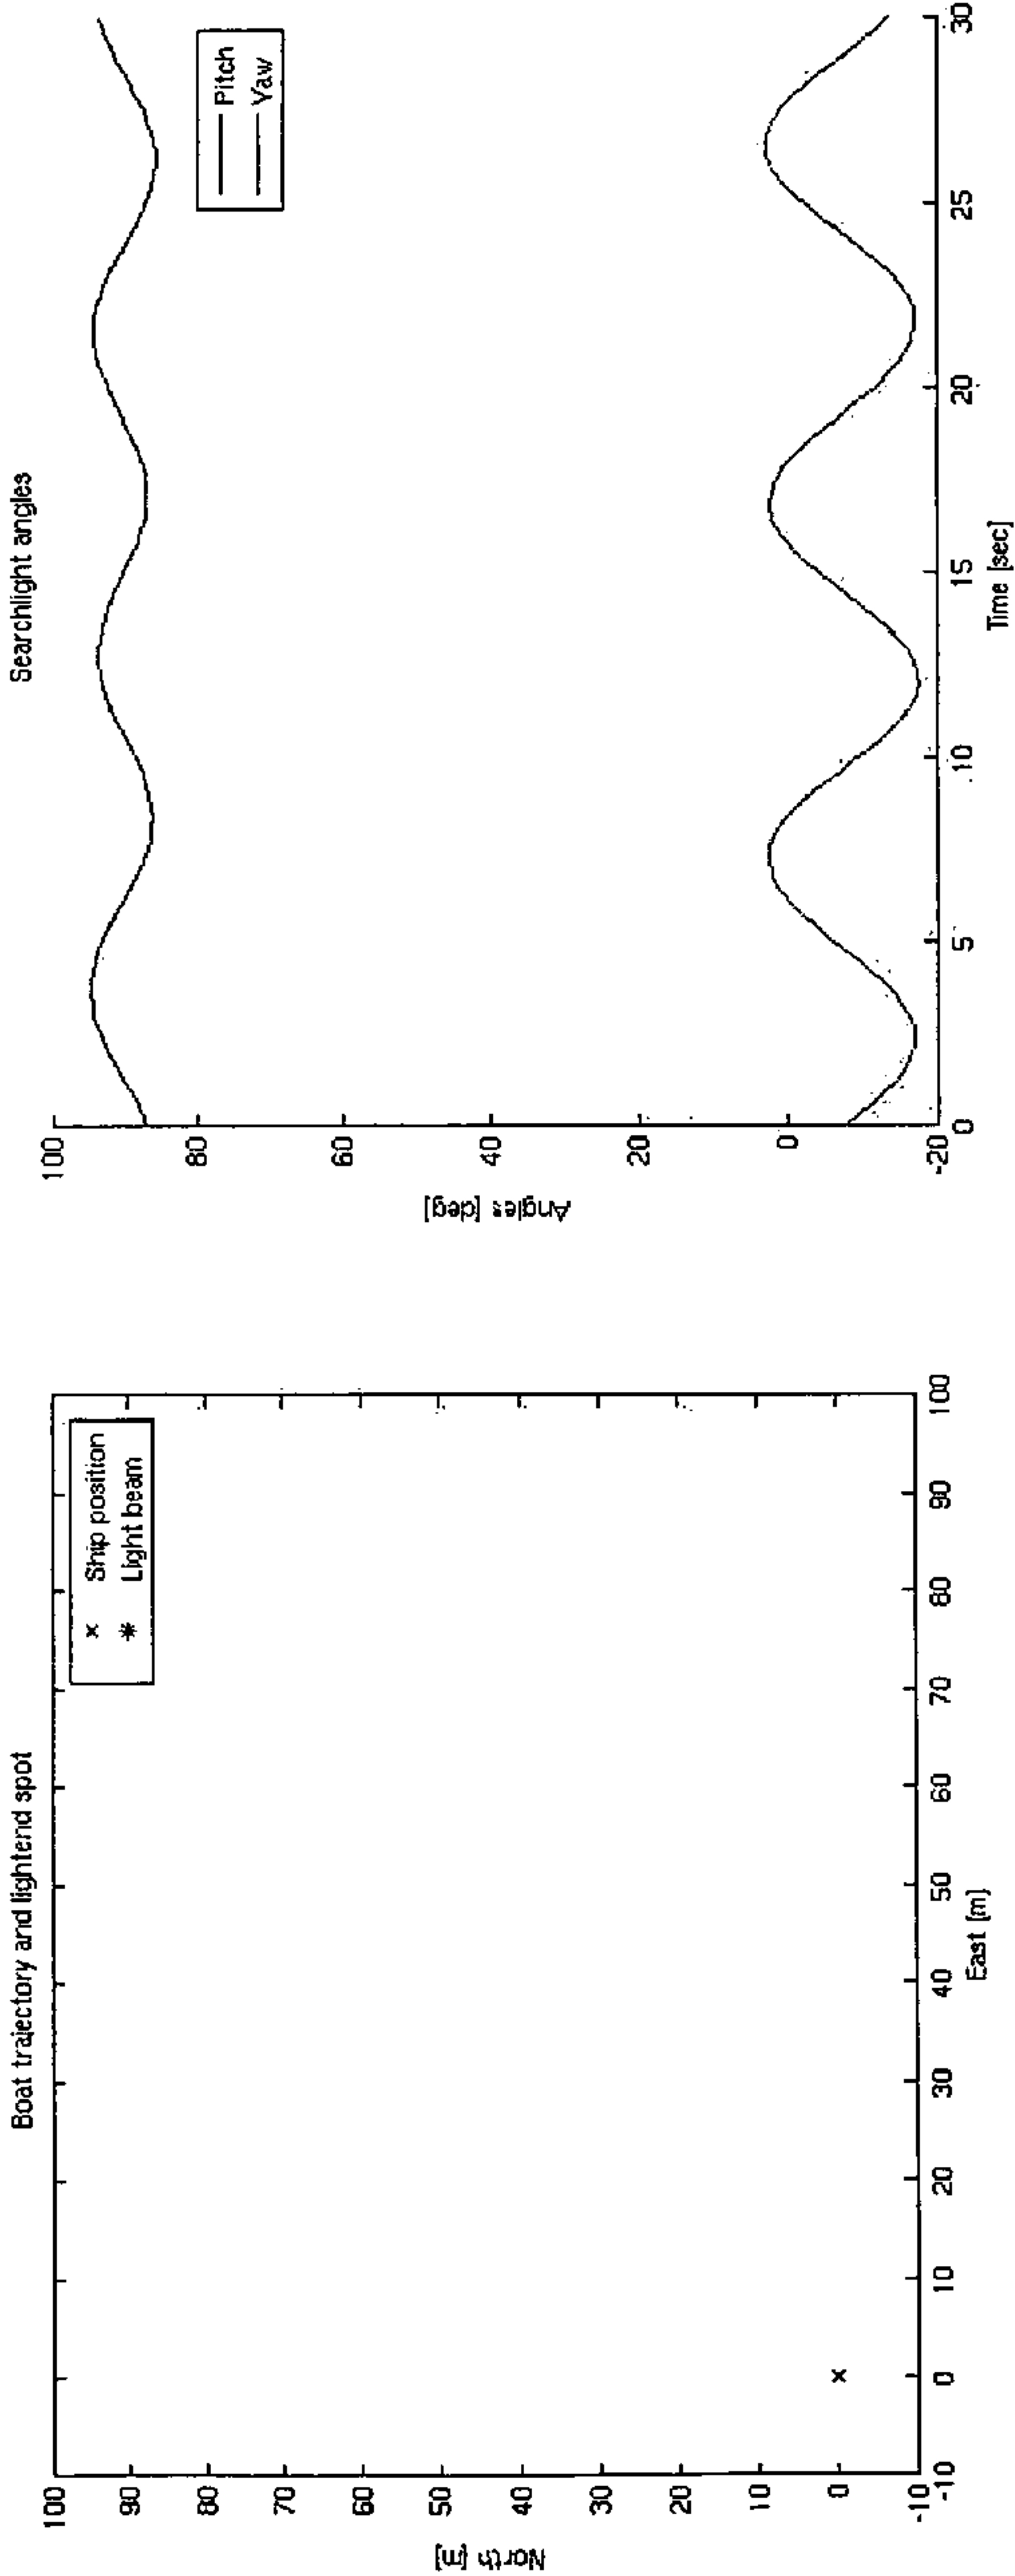 Boat trajectory and lightend spot
North [m]
100
90
80
70
60
50
40
30
20
10
0
-10
× Ship position
* Light beam
-10 0 10 20 30 40 50 60 70 80 90 100
East [m]
Searchlight angles
Angles [deg]
100
80
60
40
20
0
-20
Pitch
Yaw
0 5 10 15 20 25 30
Time [sec]